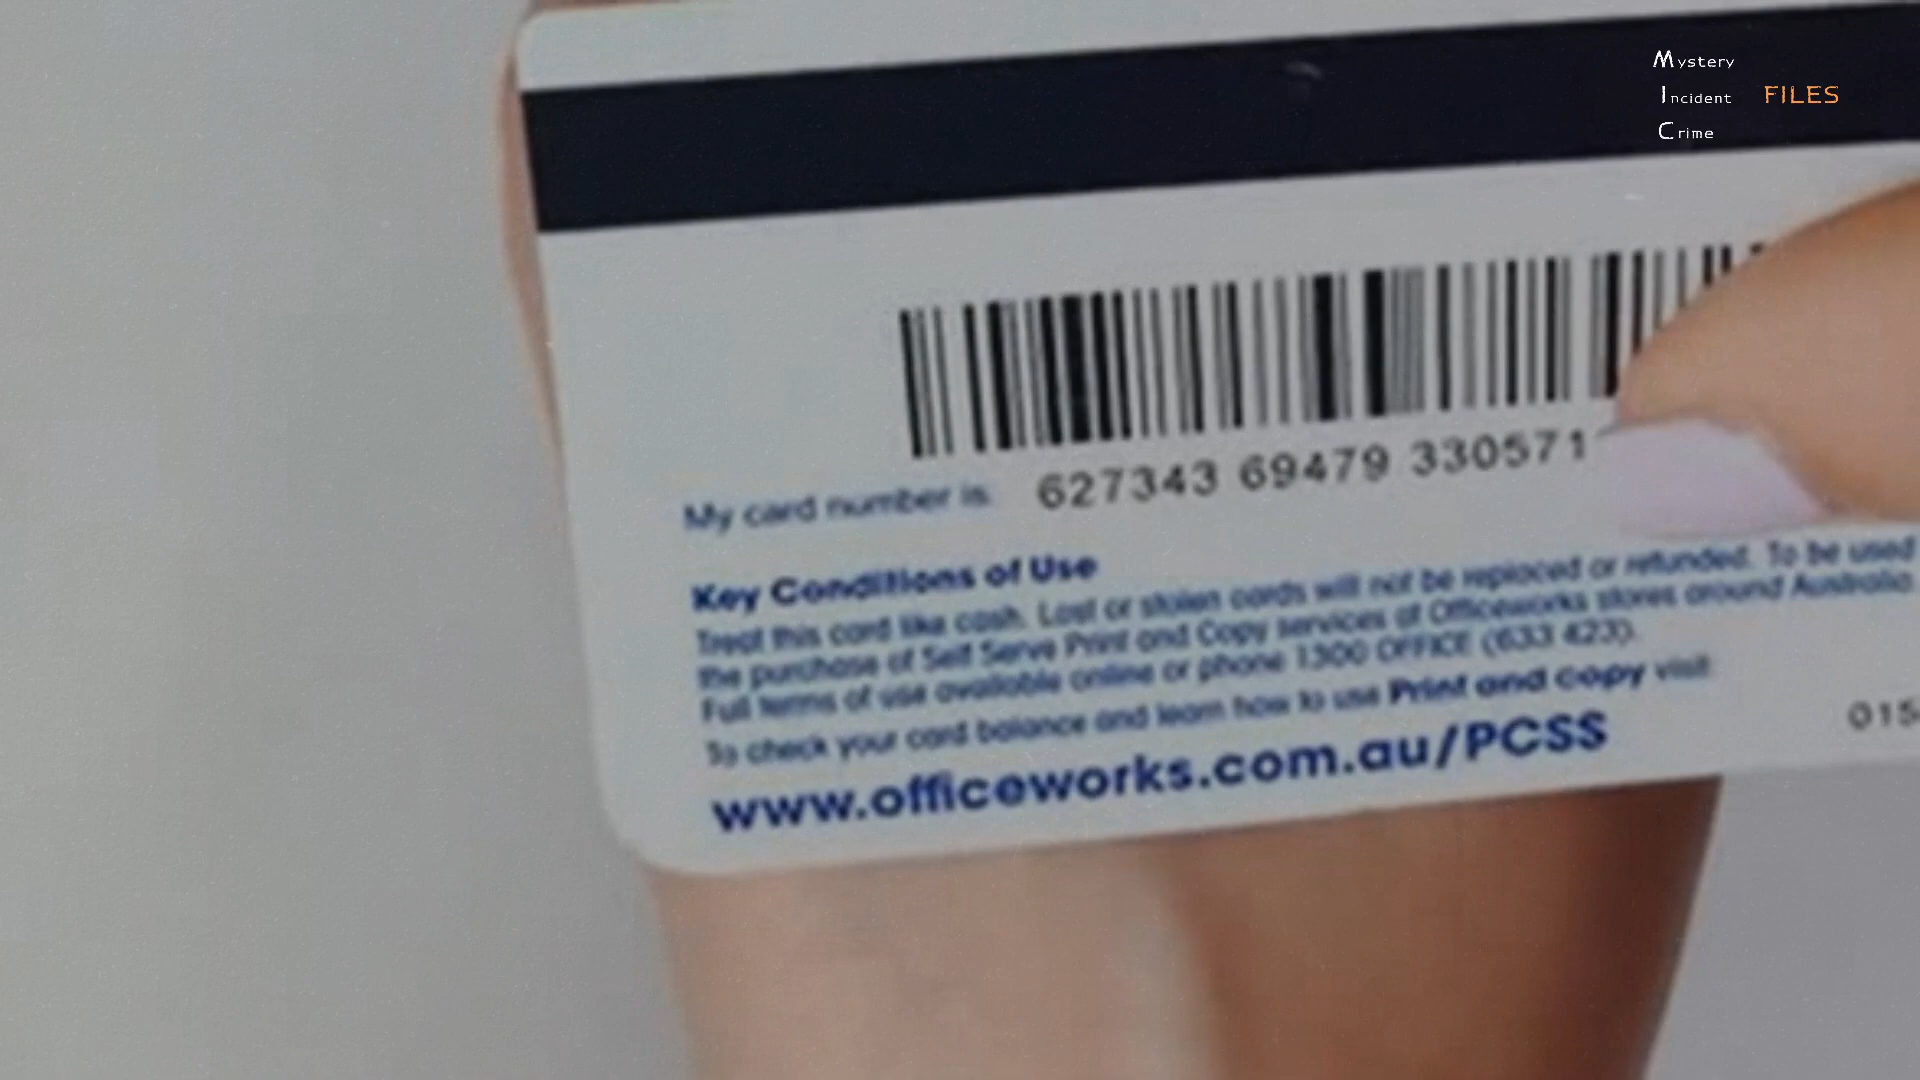 Mystery
Incident FILES
Crime
My card number is: 627343 69479 330571
Key Conditions of Use
Treat this card like cash. Lost or stolen cards will not be replaced or refunded. To be used
the purchase of Self Serve Print and Copy services at Officeworks stores around Australia.
Full terms of use available online or phone 1300 OFFICE (633 423).
To check your card balance and learn how to use Print and copy visit:
www.officeworks.com.au/PCSS
015